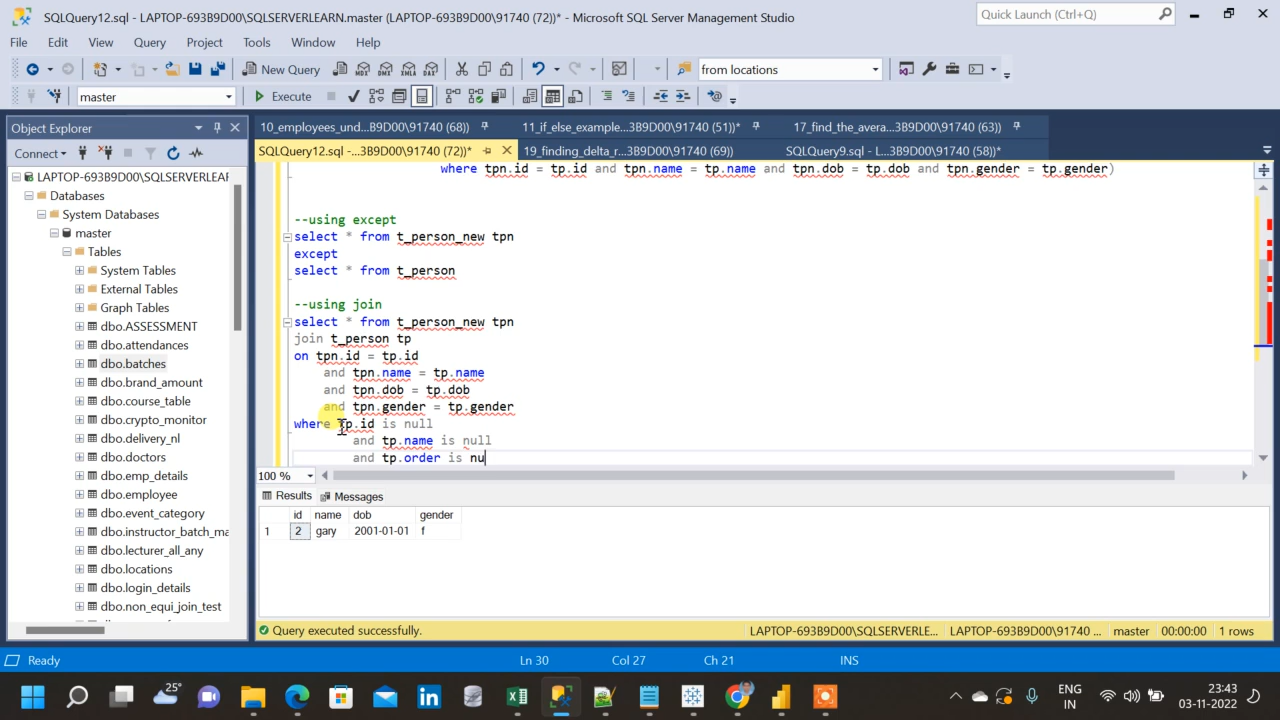 SQLQuery12.sql - LAPTOP-693B9D00\SQLSERVERLEARN.master (LAPTOP-693B9D00\91740 (72))* - Microsoft SQL Server Management Studio
Quick Launch (Ctrl+Q)
File Edit View Query Project Tools Window Help
New Query
MDX DMX XMLA DAX
from locations
master
Execute
Object Explorer
10_employees_und...B9D00\91740 (68))
11_if_else_example...B9D00\91740 (51))*
17_find_the_avera...B9D00\91740 (63))
SQLQuery12.sql -...3B9D00\91740 (72))*
19_finding_delta_r...3B9D00\91740 (69))
SQLQuery9.sql - L...3B9D00\91740 (58))*
Connect
LAPTOP-693B9D00\SQLSERVERLEAR
Databases
System Databases
master
Tables
System Tables
External Tables
Graph Tables
dbo.ASSESSMENT
dbo.attendances
dbo.batches
dbo.brand_amount
dbo.course_table
dbo.crypto_monitor
dbo.delivery_nl
dbo.doctors
dbo.emp_details
dbo.employee
dbo.event_category
dbo.instructor_batch_ma
dbo.lecturer_all_any
dbo.locations
dbo.login_details
dbo.non_equi_join_test
where tpn.id = tp.id and tpn.name = tp.name and tpn.dob = tp.dob and tpn.gender = tp.gender)
--using except
select * from t_person_new tpn
except
select * from t_person
--using join
select * from t_person_new tpn
join t_person tp
on tpn.id = tp.id
and tpn.name = tp.name
and tpn.dob = tp.dob
and tpn.gender = tp.gender
where tp.id is null
and tp.name is null
and tp.order is nu
100 %
Results Messages
id name dob gender
1 2 gary 2001-01-01 f
Query executed successfully.
LAPTOP-693B9D00\SQLSERVERLE... LAPTOP-693B9D00\91740 ... master 00:00:00 1 rows
Ready Ln 30 Col 27 Ch 21 INS
25°
ENG
IN
23:43
03-11-2022